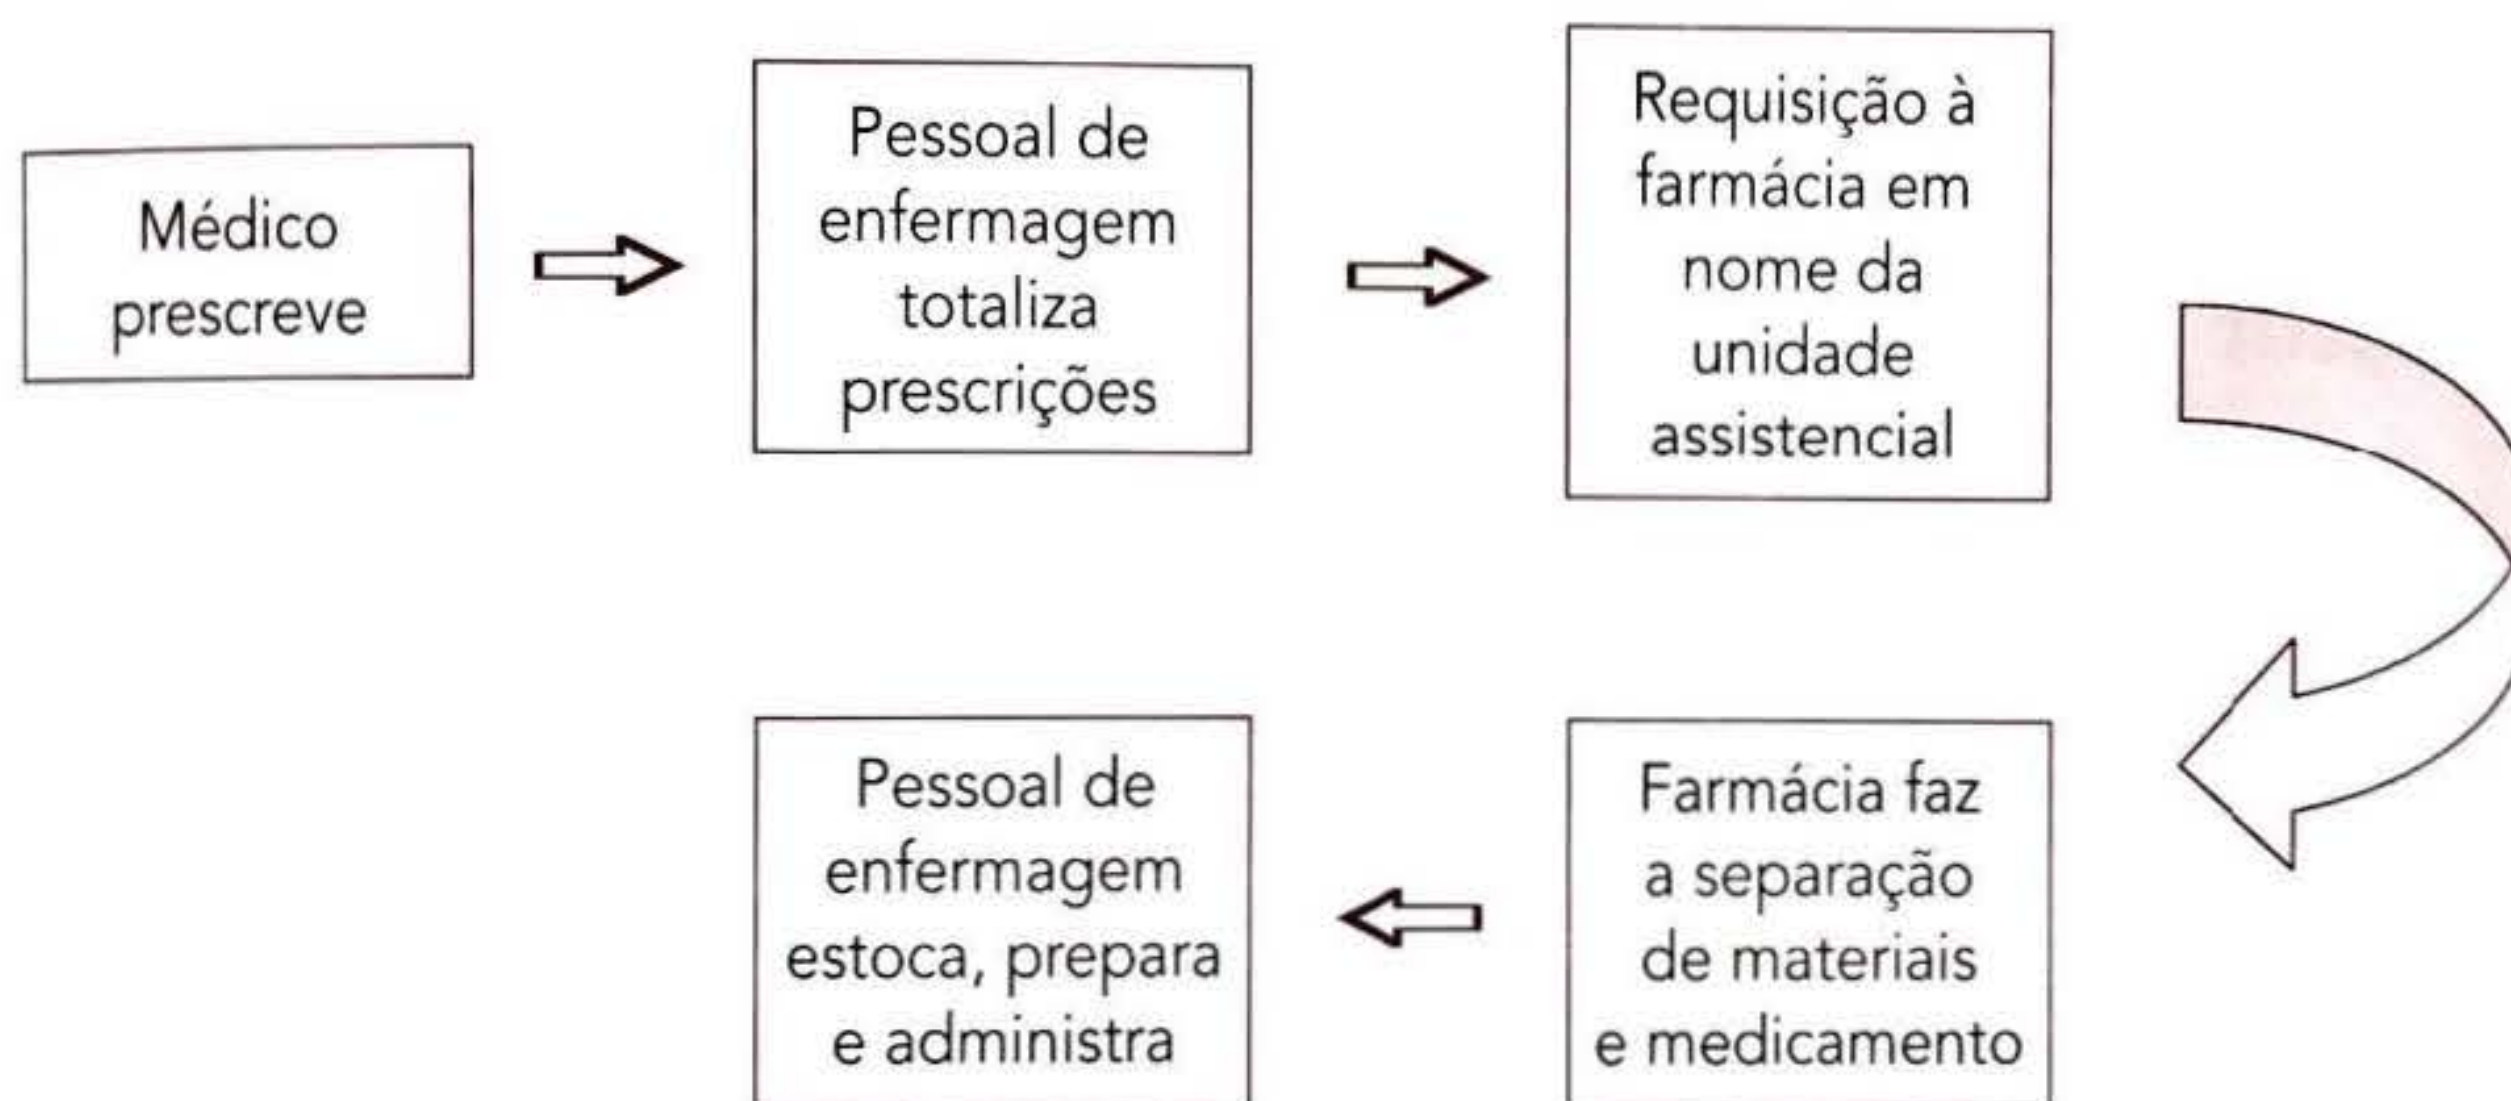 Médico
prescreve
Pessoal de
enfermagem
totaliza
prescrições
Requisição à
farmácia em
nome da
unidade
assistencial
Farmácia faz
a separação
de materiais
e medicamento
Pessoal de
enfermagem
estoca, prepara
e administra